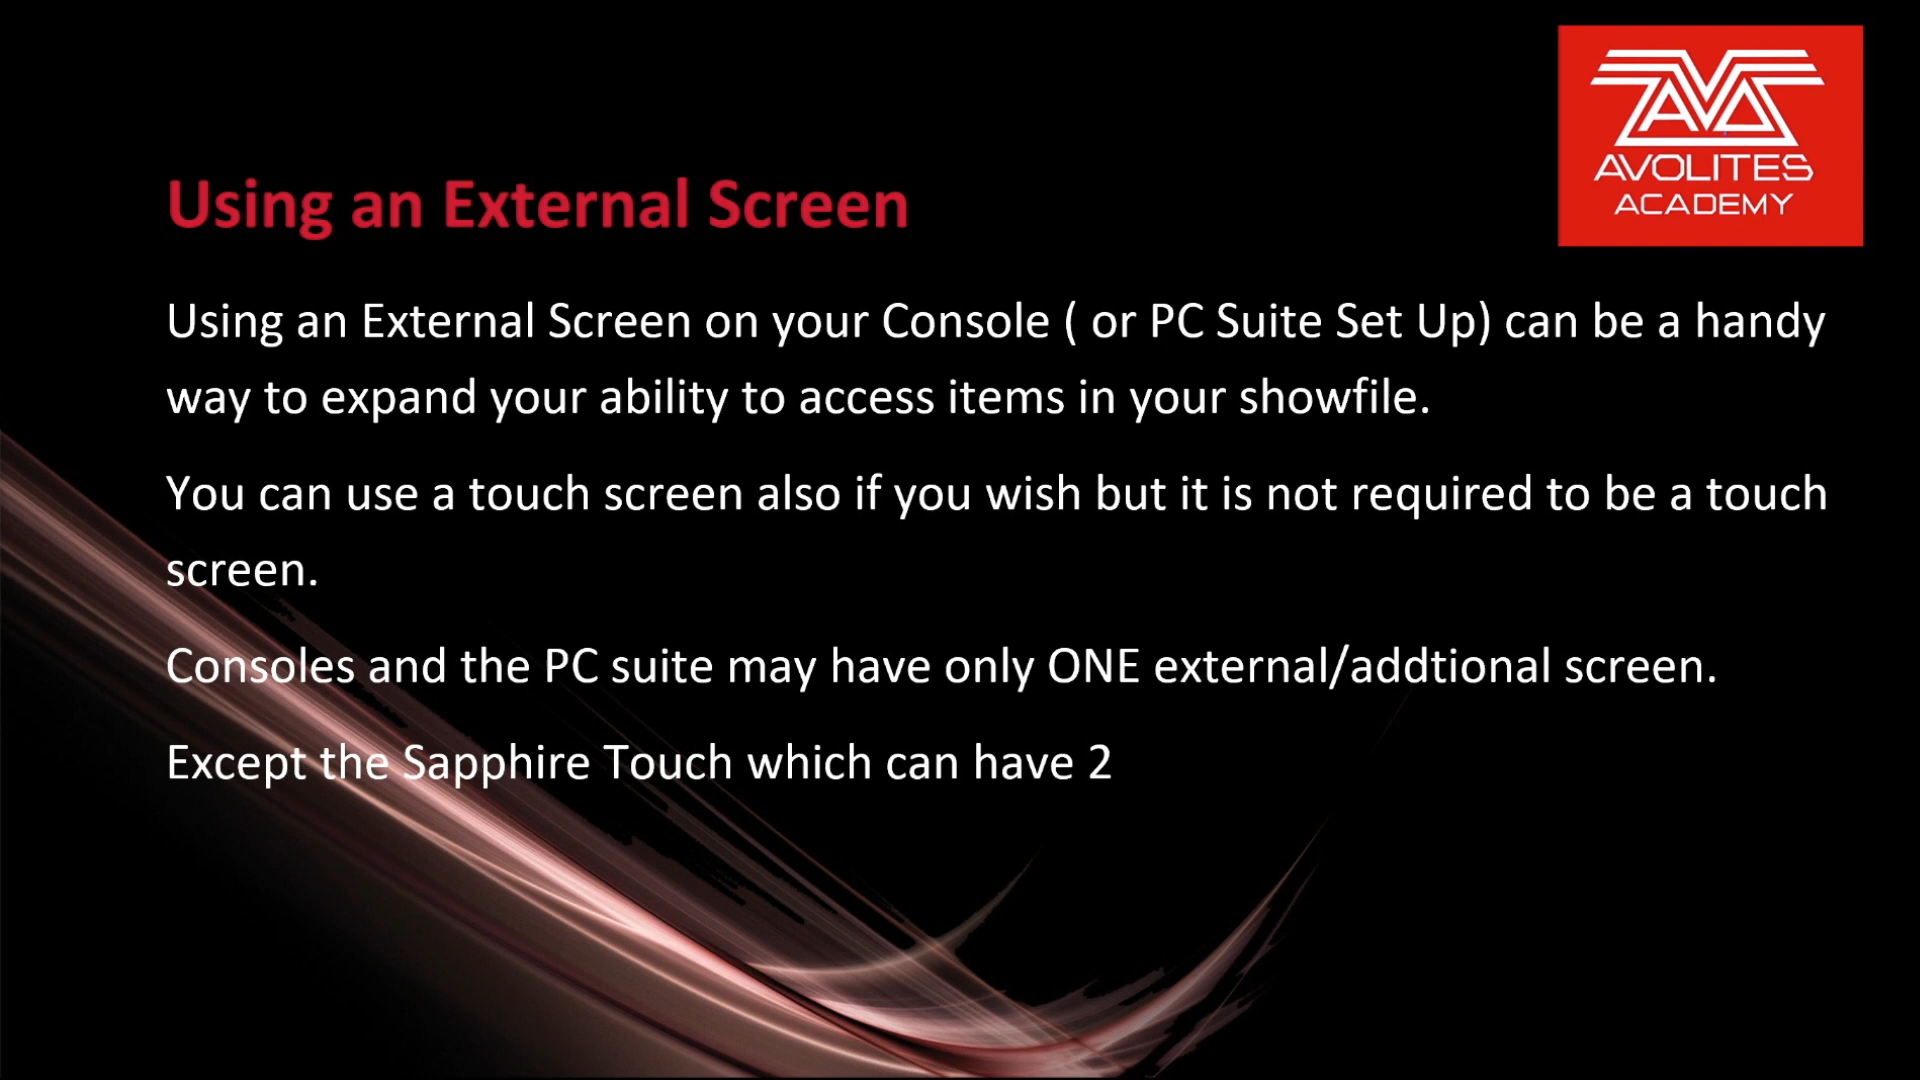 AVOLITES
ACADEMY
Using an External Screen
Using an External Screen on your Console ( or PC Suite Set Up) can be a handy
way to expand your ability to access items in your showfile.
You can use a touch screen also if you wish but it is not required to be a touch
screen.
Consoles and the PC suite may have only ONE external/addtional screen.
Except the Sapphire Touch which can have 2